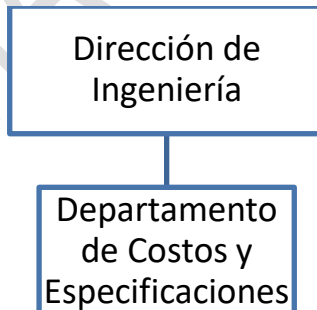 Dirección de
Ingeniería
Departamento
de Costos y
Especificaciones